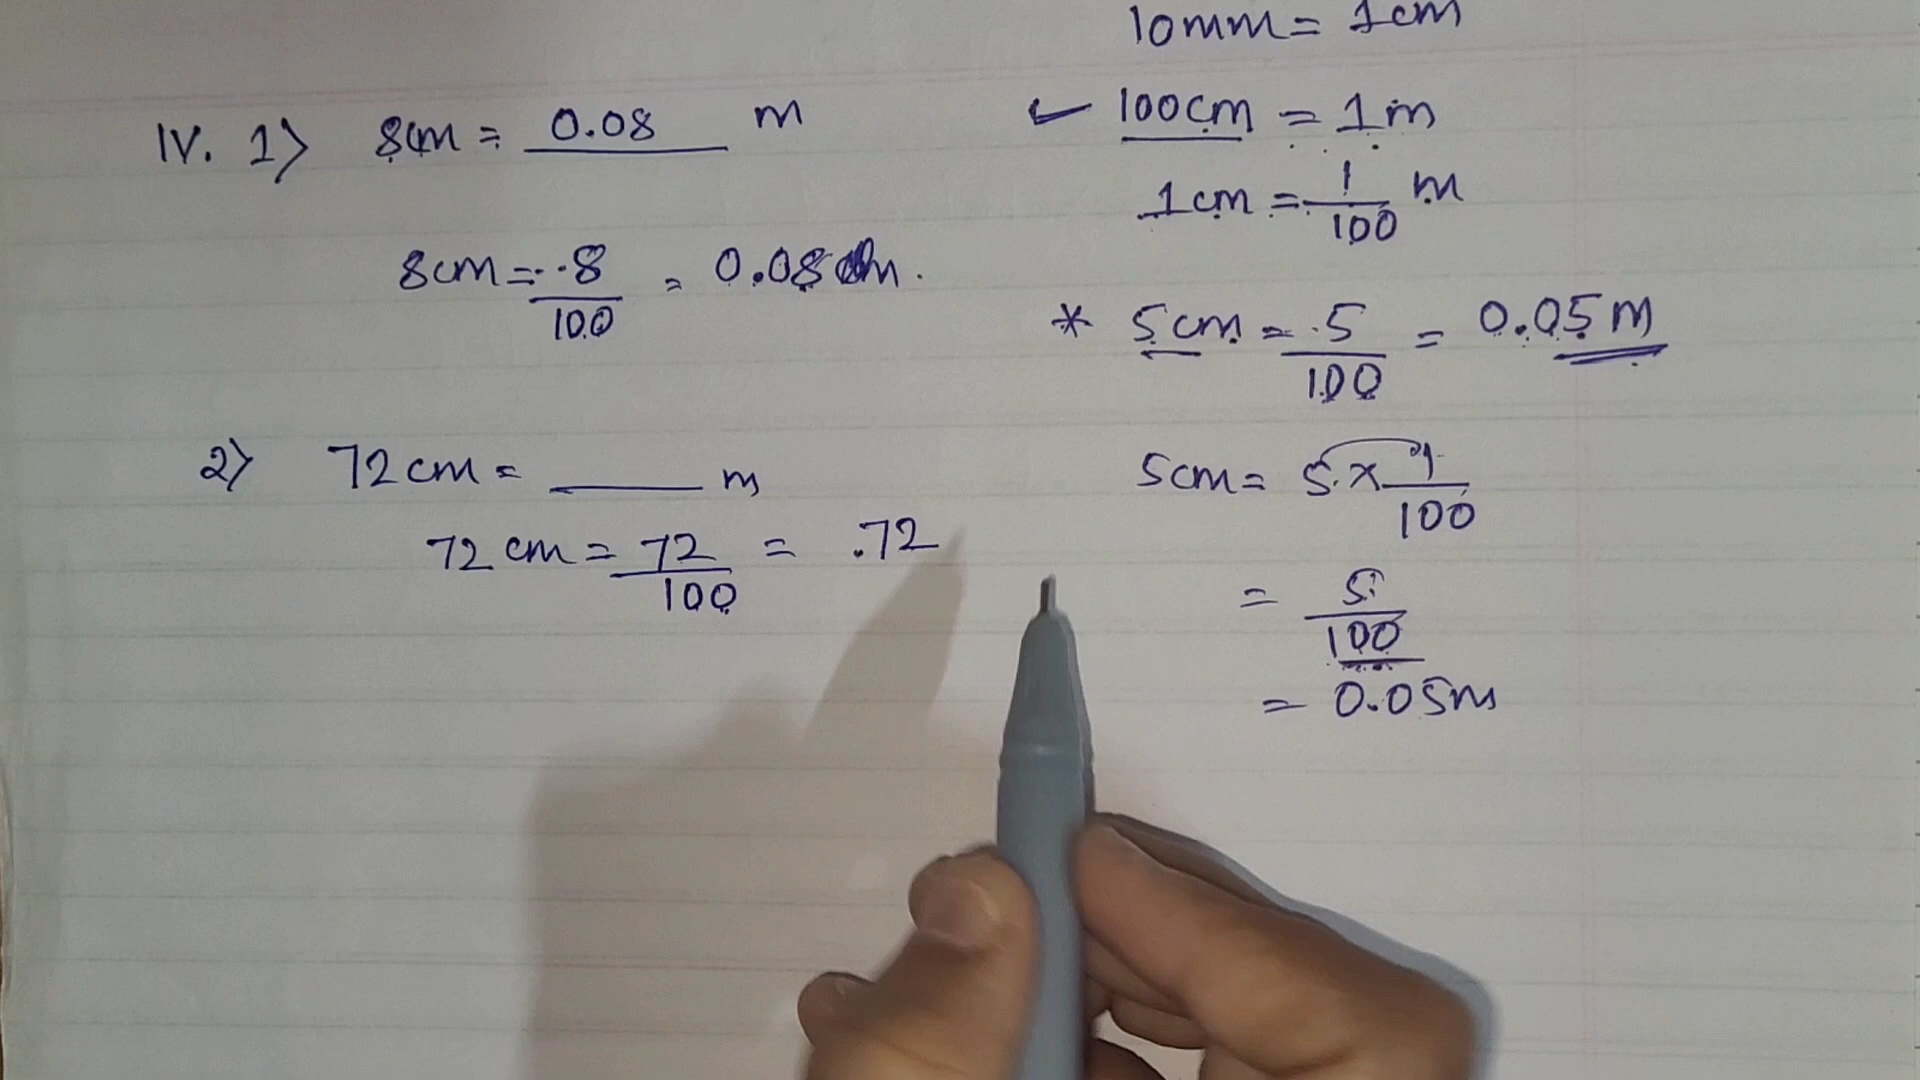 10mm = 1cm
IV. 1) 8cm = 0.08 m
100cm = 1m
1cm = 1/100 m
8cm = 8/100 = 0.08 m.
* 5cm = 5/100 = 0.05m
2) 72cm = ____ m
5cm = 5 x 1/100
72 cm = 72/100 = .72
= 5/100
= 0.05m